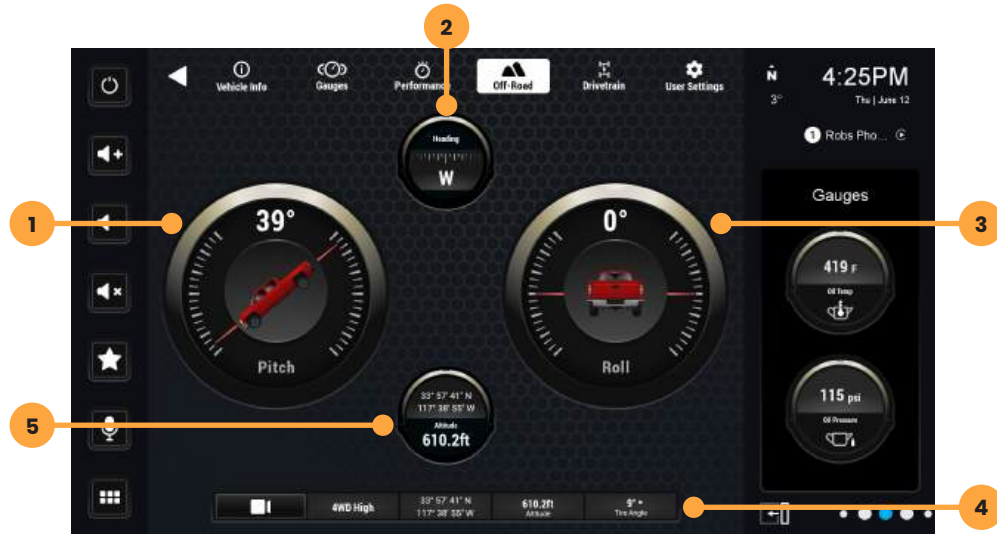 2
Vehicle Info
Gauges
Performance
Off-Road
Drivetrain
User Settings
N
3°
4:25PM
Thu | June 12
1 Robs Pho...
Heading
W
1
39°
Pitch
0°
Roll
3
Gauges
419 F
Oil Temp
115 psi
Oil Pressure
5
33° 57' 41" N
117° 38' 55" W
Altitude
610.2ft
4WD High
33° 57' 41" N
117° 38' 55" W
610.2ft
Altitude
9°
Tire Angle
4